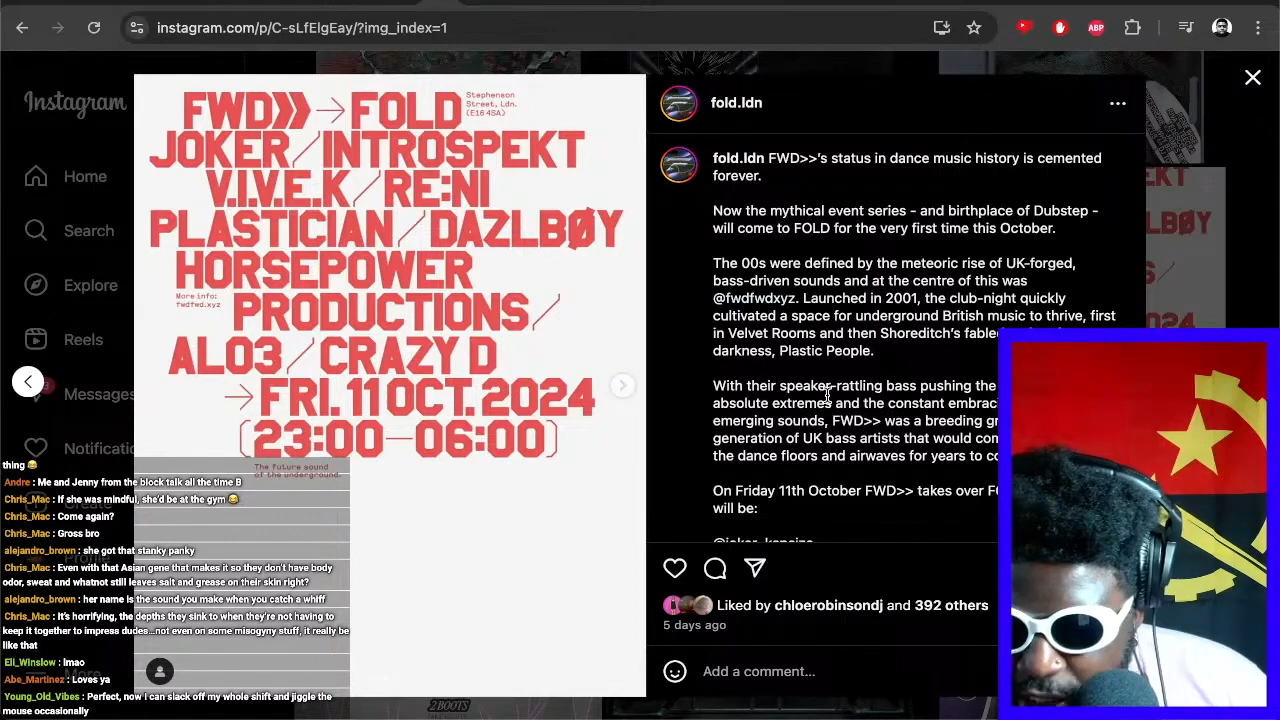 instagram.com/p/C-sLfElgEay/?img_index=1
ABP
Instagram
Home
Search
Explore
Reels
Messages
Notificatio
FWD>>→FOLD
Stephenson
Street, Ldn.
(E16 4SA)
JOKER/INTROSPEKT
V.I.V.E.K/RE:NI
PLASTICIAN/DAZLBØY
HORSEPOWER
More info:
fwdfwd.xyz
PRODUCTIONS/
ALO3/CRAZY D
→FRI. 11 OCT. 2024
(23:00—06:00)
The future sound
of the underground.
fold.ldn
fold.ldn FWD>>’s status in dance music history is cemented
forever.
Now the mythical event series - and birthplace of Dubstep -
will come to FOLD for the very first time this October.
The 00s were defined by the meteoric rise of UK-forged,
bass-driven sounds and at the centre of this was
@fwdfwdxyz. Launched in 2001, the club-night quickly
cultivated a space for underground British music to thrive, first
in Velvet Rooms and then Shoreditch’s fabled
darkness, Plastic People.
With their speaker-rattling bass pushing the
absolute extremes and the constant embrac
emerging sounds, FWD>> was a breeding gr
generation of UK bass artists that would com
the dance floors and airwaves for years to co
On Friday 11th October FWD>> takes over FO
will be:
Liked by chloerobinsondj and 392 others
5 days ago
Add a comment...
thing 😂
Andre : Me and Jenny from the block talk all the time B
Chris_Mac : If she was mindful, she’d be at the gym 😂
Chris_Mac : Come again?
Chris_Mac : Gross bro
alejandro_brown : she got that stanky panky
Chris_Mac : Even with that Asian gene that makes it so they don’t have body
odor, sweat and whatnot still leaves salt and grease on their skin right?
alejandro_brown : her name is the sound you make when you catch a whiff
Chris_Mac : It’s horrifying, the depths they sink to when they’re not having to
keep it together to impress dudes...not even on some misogyny stuff, it really be
like that
Eli_Winslow : lmao
Abe_Martinez : Loves ya
Young_Old_Vibes : Perfect, now I can slack off my whole shift and jiggle the
mouse occasionally
2BOOTS